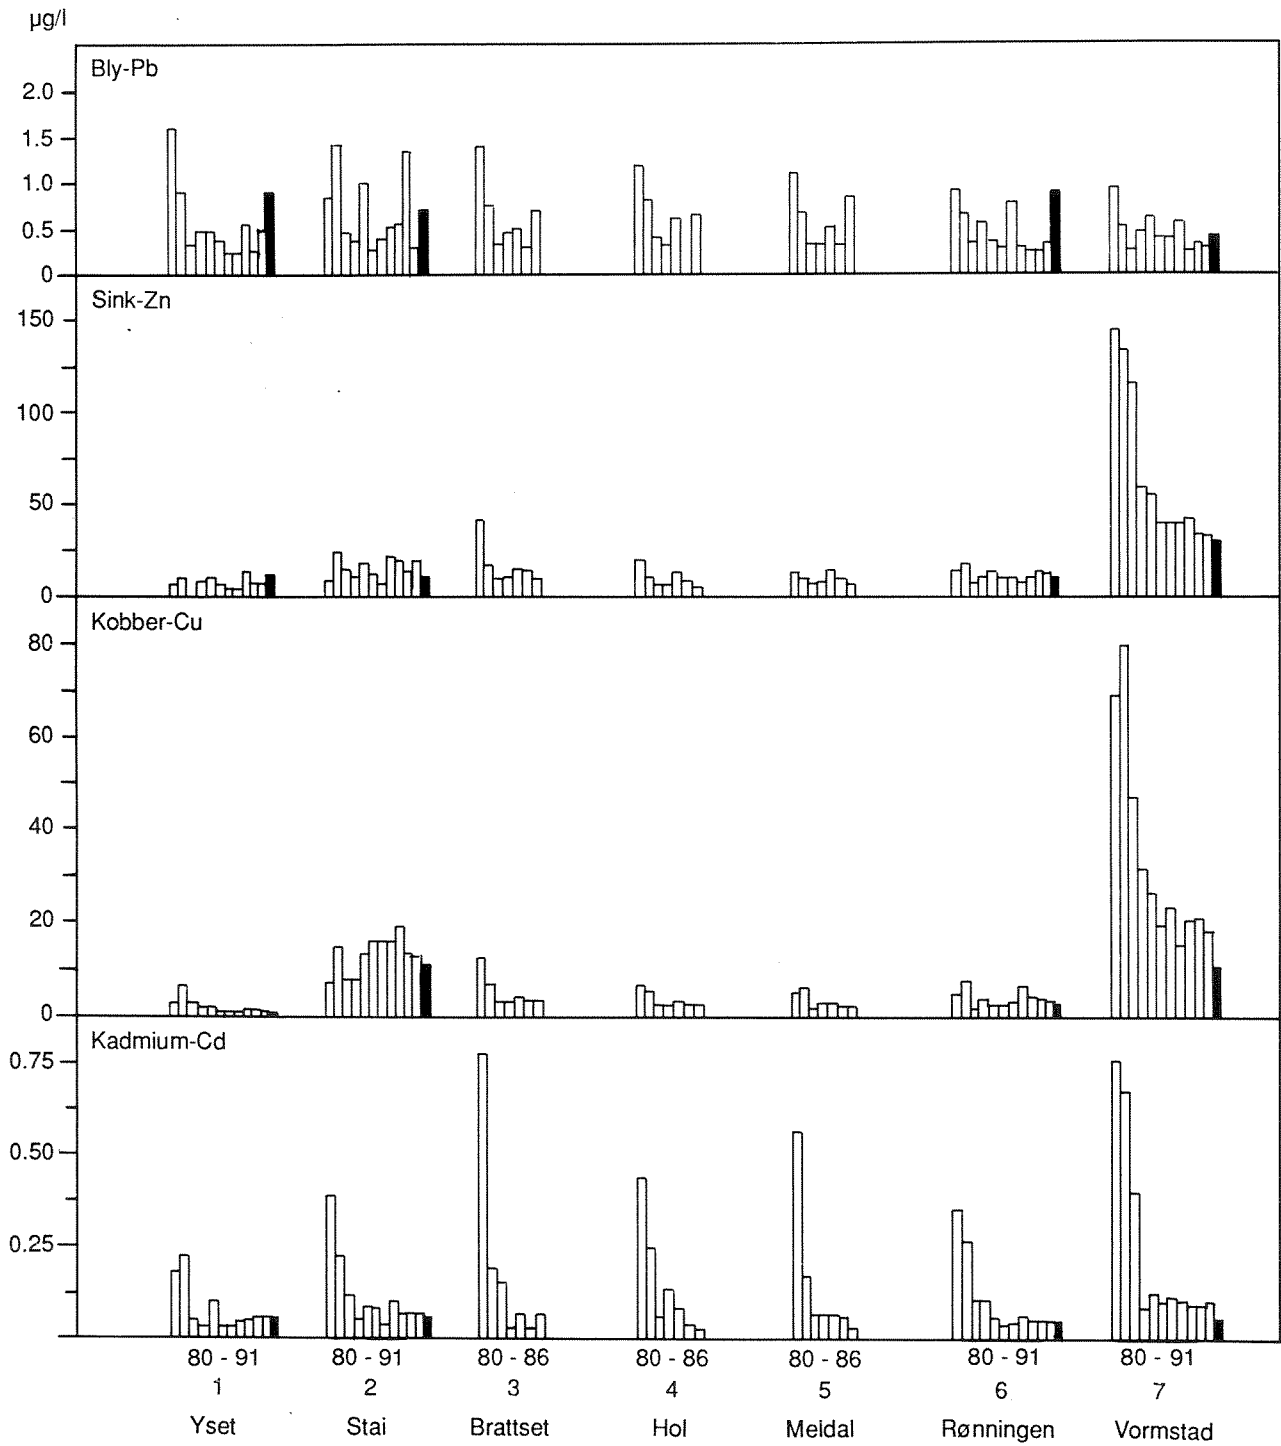 µg/l
Bly-Pb
2.0
1.5
1.0
0.5
0
Sink-Zn
150
100
50
0
Kobber-Cu
80
60
40
20
0
Kadmium-Cd
0.75
0.50
0.25
80 - 91 80 - 91 80 - 86 80 - 86 80 - 86 80 - 91 80 - 91
1 2 3 4 5 6 7
Yset Stai Brattset Hol Meldal Rønningen Vormstad